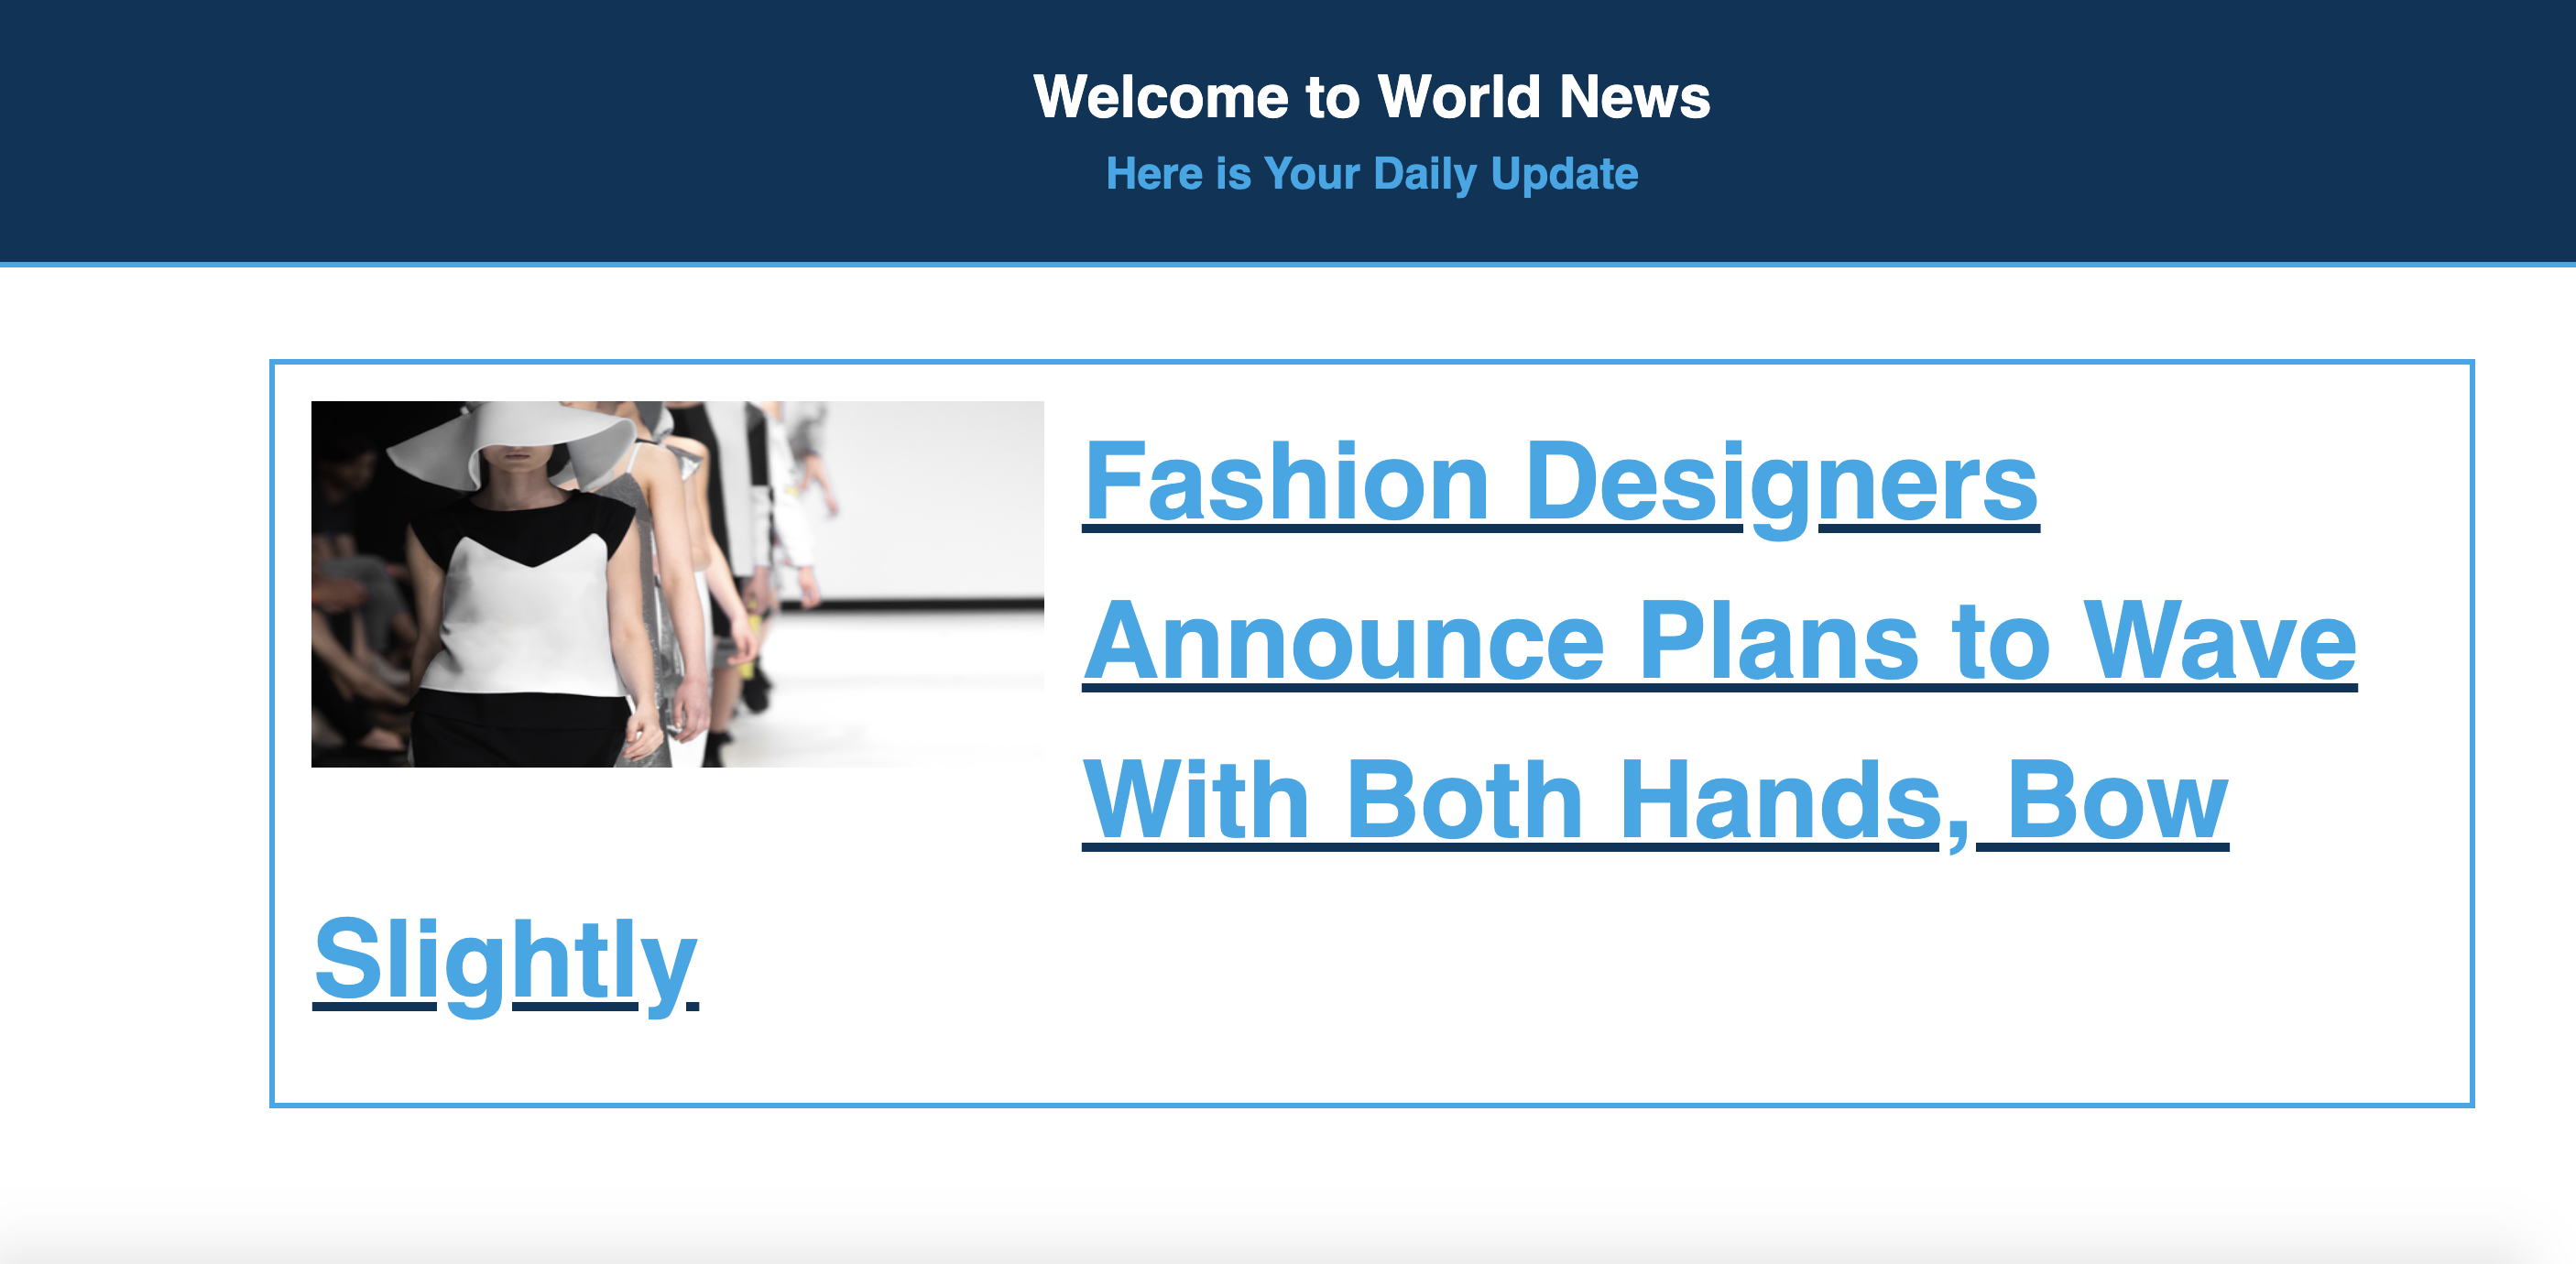 Welcome to World News
Here is Your Daily Update
Fashion Designers
Announce Plans to Wave
With Both Hands, Bow
Slightly